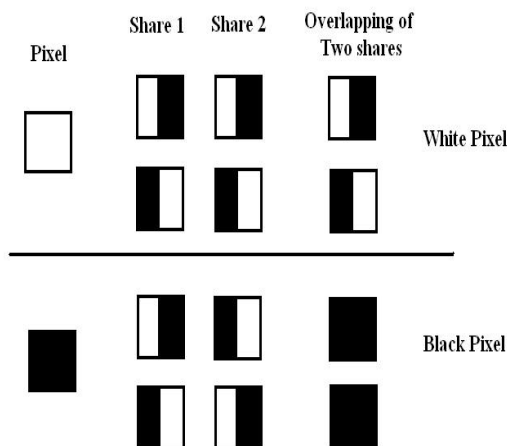 Pixel
Share 1
Share 2
Overlapping of
Two shares
White Pixel
Black Pixel